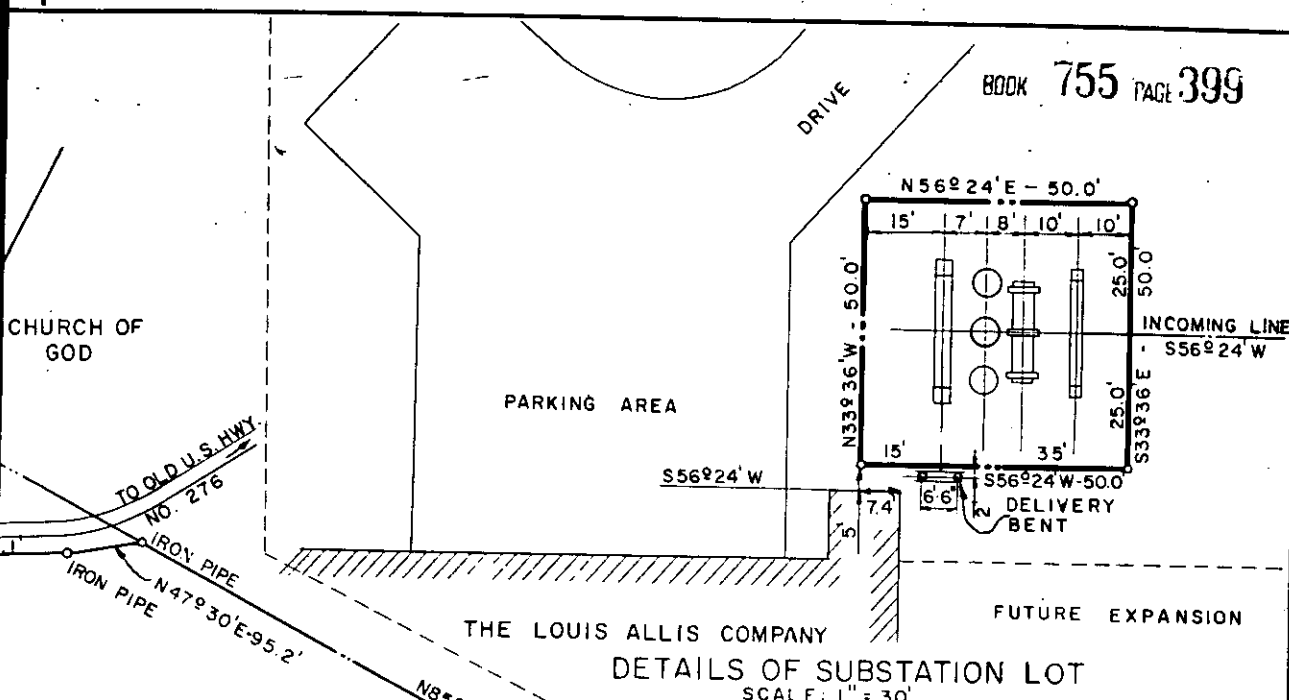 BOOK 755 PAGE 399
DRIVE
N56º24'E - 50.0'
15' 7' 8' 10' 10'
N33º36'W - 50.0'
25.0'
25.0'
S33º36'E - 50.0'
INCOMING LINE
S56º24'W
CHURCH OF
GOD
PARKING AREA
15' 35'
S56º24'W
S56º24'W-50.0'
7.4'
5'
6'6"
2'
DELIVERY
BENT
TO OLD U.S. HWY.
NO. 276
1'
IRON PIPE
IRON PIPE
N47º30'E-95.2'
FUTURE EXPANSION
THE LOUIS ALLIS COMPANY
DETAILS OF SUBSTATION LOT
SCALE: 1" = 30'